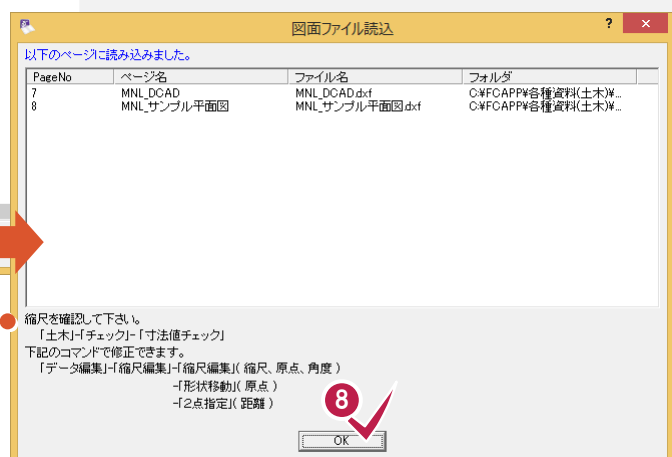 図面ファイル読込 ? ×
以下のページに読み込みました。
PageNo ページ名 ファイル名 フォルダ
7 MNL_DCAD MNL_DCAD.dxf C:¥FCAPP¥各種資料(土木)¥...
8 MNL_サンプル平面図 MNL_サンプル平面図.dxf C:¥FCAPP¥各種資料(土木)¥...
縮尺を確認して下さい。
「土木」-「チェック」-「寸法値チェック」
下記のコマンドで修正できます。
「データ編集」-「縮尺編集」-「縮尺編集」( 縮尺、原点、角度 )
-「形状移動」( 原点 )
-「2点指定」( 距離 )
8
OK